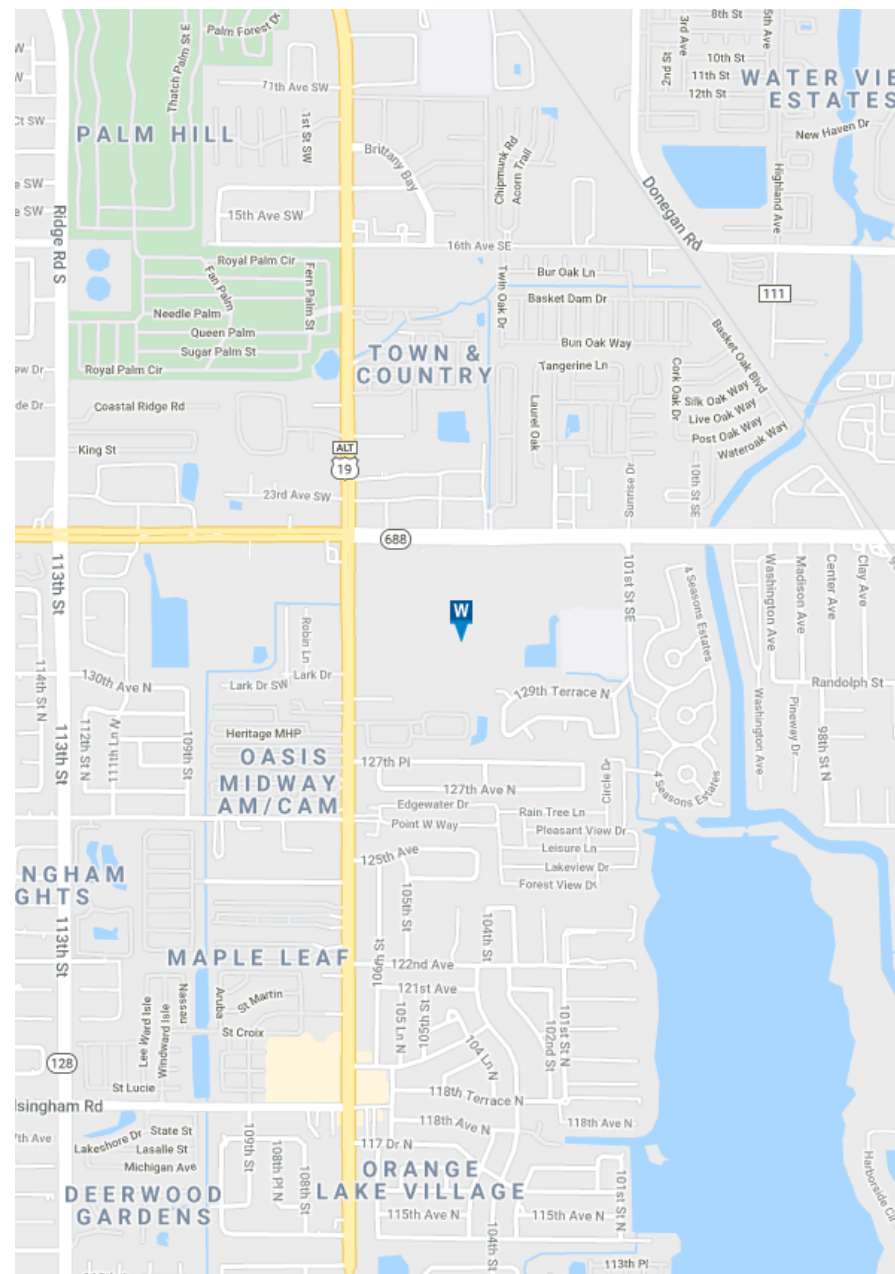 8th St
Palm Forest Dr
3rd Ave
5th Ave
Thatch Palm St E
10th St
2nd St
11th St
12th St
WATER VIE
ESTATES
71th Ave SW
1st St SW
PALM HILL
Brittany Bay
Chipmunk Rd
Acorn Trail
New Haven Dr
Ct SW
Highland Ave
Donegan Rd
e SW
e SW
15th Ave SW
Ridge Rd S
16th Ave SE
Royal Palm Cir
Fan Palm
Fern Palm St
Twin Oak Dr
Bur Oak Ln
Basket Dam Dr
111
Needle Palm
Queen Palm
Sugar Palm St
Bun Oak Way
Basket Oak Blvd
TOWN &
COUNTRY
Tangerine Ln
ew Dr
Royal Palm Cir
Cork Oak Dr
Silk Oak Way
Live Oak Way
Post Oak Way
Wateroak Way
de Dr
Coastal Ridge Rd
Laurel Oak
King St
ALT
19
Sunrise Dr
10th St SE
23rd Ave SW
688
113th St
101st St SE
4 Seasons Estates
Washington Ave
Madison Ave
Center Ave
Clay Ave
W
Robin Ln
114th St N
130th Ave N
Lark Dr SW
Lark Dr
129th Terrace N
Randolph St
113th St
112th St N
111th Ln N
109th St
Heritage MHP
Washington Ave
Pineway Dr
98th St N
OASIS
MIDWAY
AM/CAM
127th Pl
127th Ave N
Circle Dr
4 Seasons Estates
Edgewater Dr
Point W Way
Rain Tree Ln
Pleasant View Dr
Leisure Ln
Lakeview Dr
Forest View Dr
125th Ave
NGHAM
GHTS
105th St
104th St
113th St
MAPLE LEAF
106th St
122nd Ave
121st Ave
Nassau
Aruba
St Martin
Lee Ward Isle
Windward Isle
St Croix
105 Ln N
105th St
104 Ln N
102nd St
101st St N
128
St Lucie
118th Terrace N
lsingham Rd
7th Ave
118th Ave N
118th Ave N
State St
Lakeshore Dr
Lasalle St
Michigan Ave
109th St
108th Pl N
108th St
117 Dr N
ORANGE
LAKE VILLAGE
101st St N
Harborside Cir
DEERWOOD
GARDENS
115th Ave N
115th Ave N
104th St
113th Pl